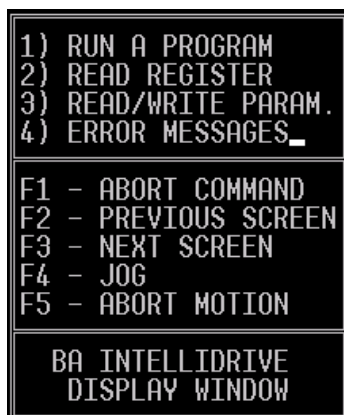 1) RUN A PROGRAM
2) READ REGISTER
3) READ/WRITE PARAM.
4) ERROR MESSAGES_
F1 - ABORT COMMAND
F2 - PREVIOUS SCREEN
F3 - NEXT SCREEN
F4 - JOG
F5 - ABORT MOTION
BA INTELLIDRIVE
DISPLAY WINDOW